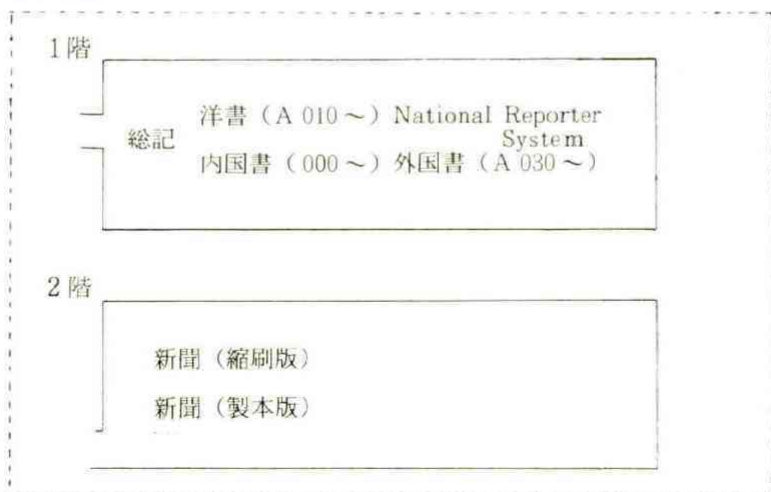 1階
洋書（A 010～）National Reporter
System
総記
内国書（000～）外国書（A 030～）
2階
新聞（縮刷版）
新聞（製本版）